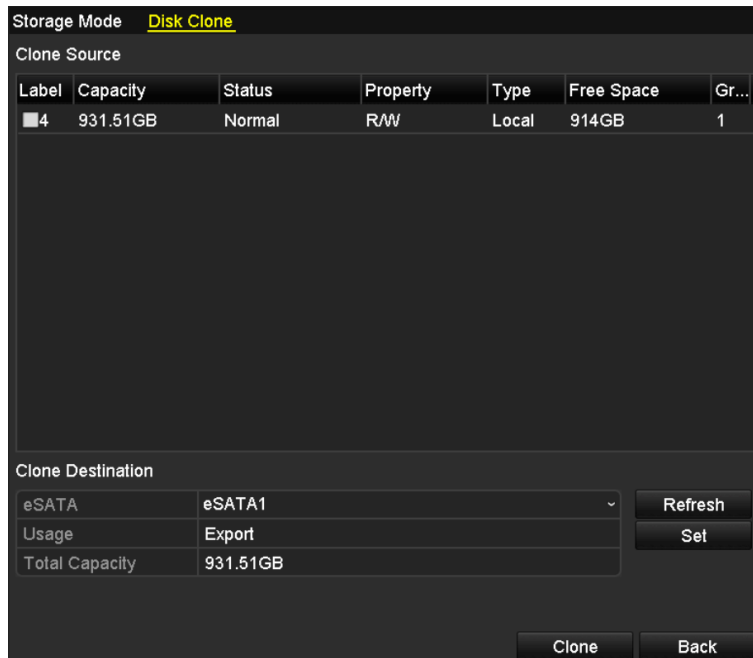 Storage Mode Disk Clone
Clone Source
Label Capacity Status Property Type Free Space Gr...
4 931.51GB Normal R/W Local 914GB 1
Clone Destination
eSATA eSATA1 Refresh
Usage Export Set
Total Capacity 931.51GB
Clone Back